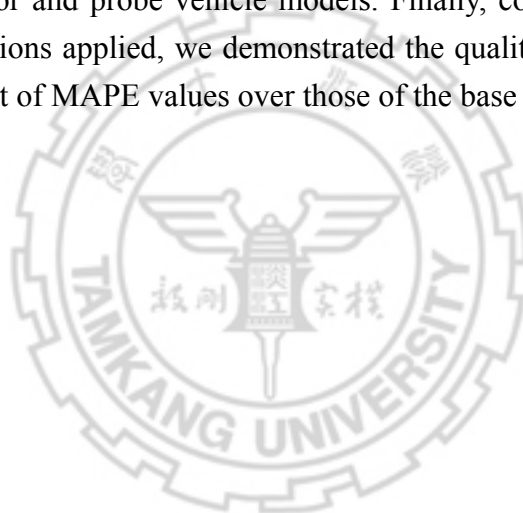 or and probe vehicle models. Finally, co
ions applied, we demonstrated the qualit
t of MAPE values over those of the base
TAMKANG UNIVERSITY